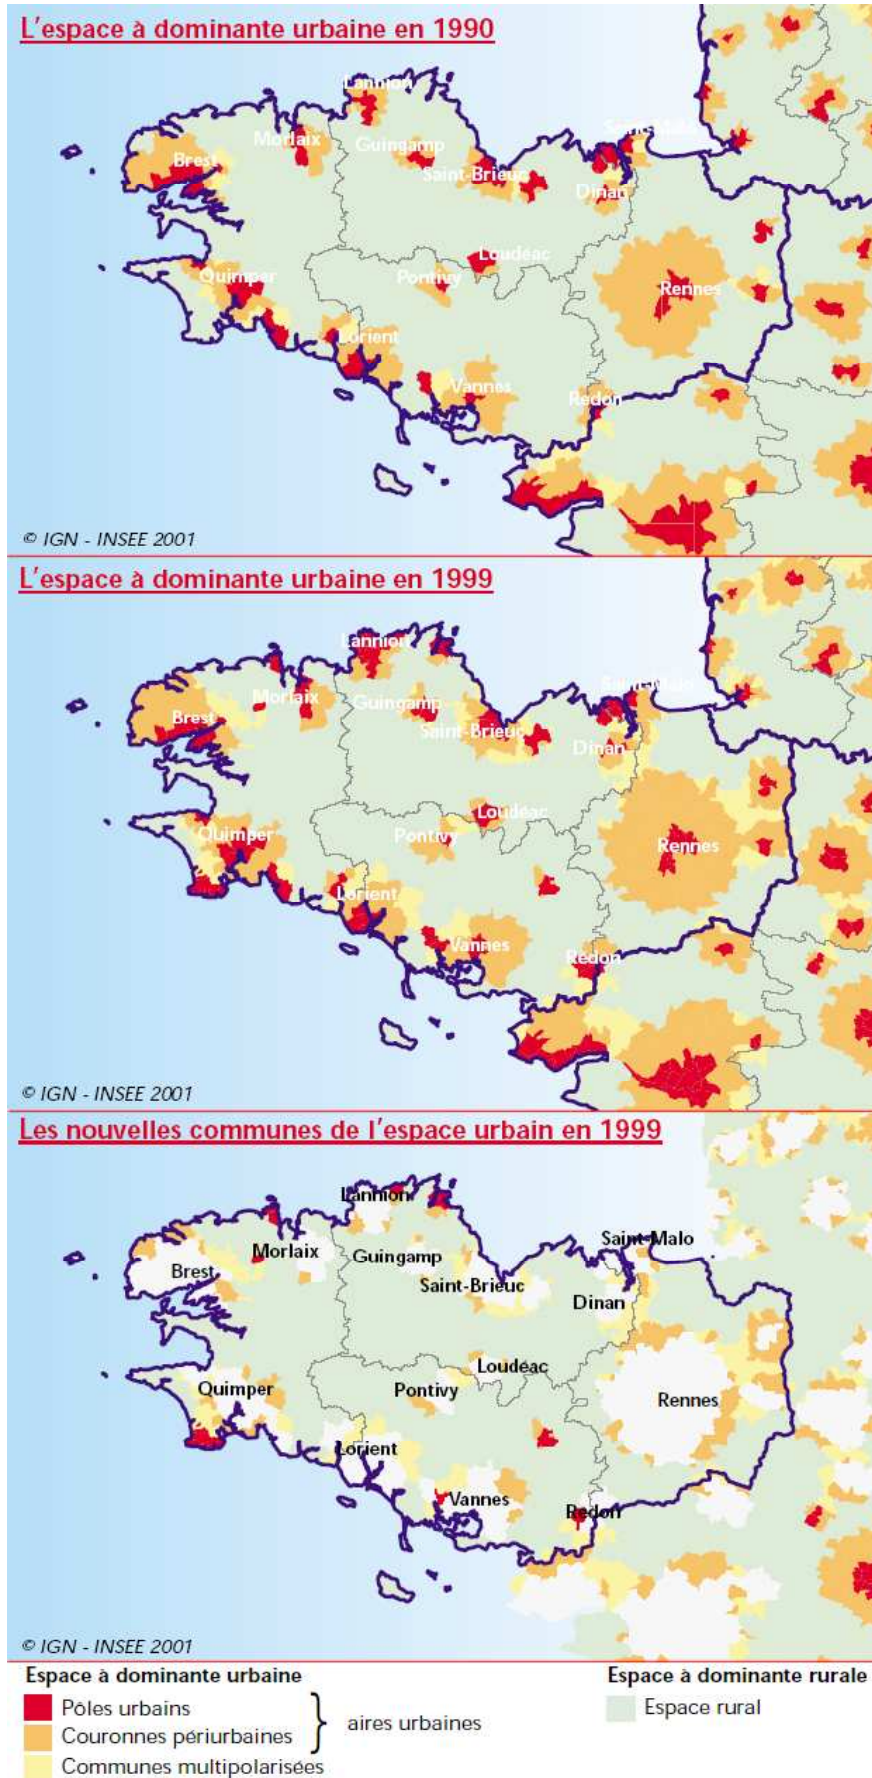 L'espace à dominante urbaine en 1990
Lannion
Morlaix
Guingamp
Saint-Malo
Brest
Saint-Brieuc
Dinan
Loudéac
Quimper
Pontivy
Rennes
Lorient
Vannes
Redon
© IGN - INSEE 2001
L'espace à dominante urbaine en 1999
Lannion
Saint-Malo
Morlaix
Guingamp
Brest
Saint-Brieuc
Dinan
Loudéac
Quimper
Pontivy
Rennes
Lorient
Vannes
Redon
© IGN - INSEE 2001
Les nouvelles communes de l'espace urbain en 1999
Lannion
Saint-Malo
Morlaix
Guingamp
Brest
Saint-Brieuc
Dinan
Loudéac
Quimper
Pontivy
Rennes
Lorient
Vannes
Redon
© IGN - INSEE 2001
Espace à dominante urbaine
Pôles urbains
Couronnes périurbaines
aires urbaines
Communes multipolarisées
Espace à dominante rurale
Espace rural